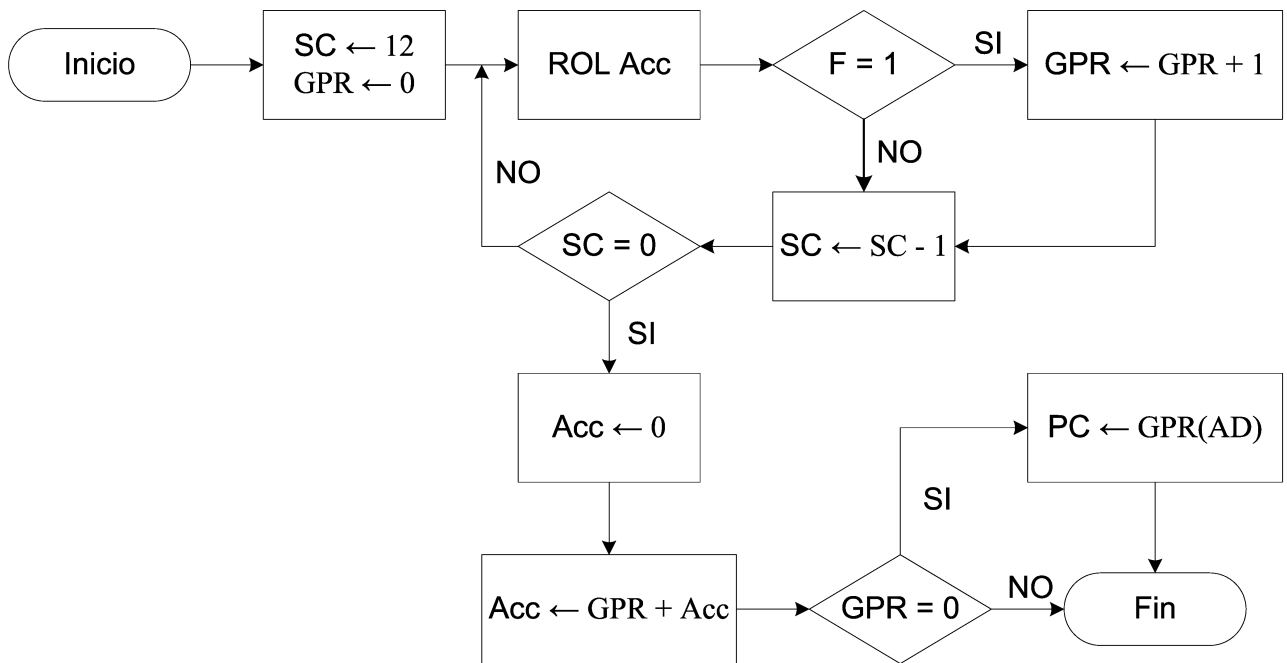 Inicio
SC ← 12
GPR ← 0
ROL Acc
F = 1
SI
GPR ← GPR + 1
NO
NO
SC = 0
SC ← SC - 1
SI
Acc ← 0
PC ← GPR(AD)
SI
Acc ← GPR + Acc
GPR = 0
NO
Fin